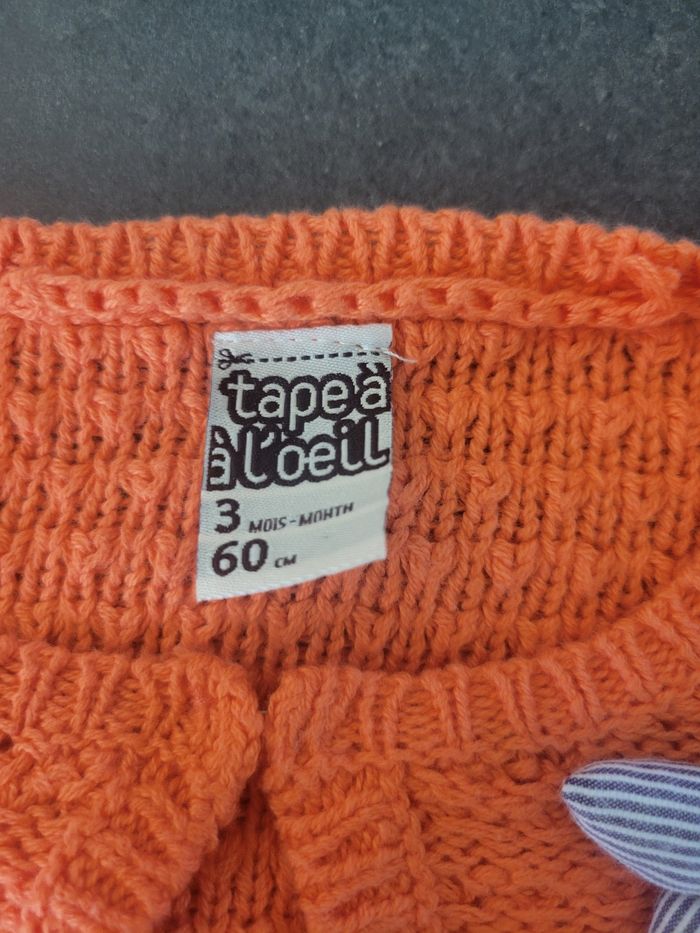 tape à
à l'oeil
3 MOIS-MONTH
60 CM